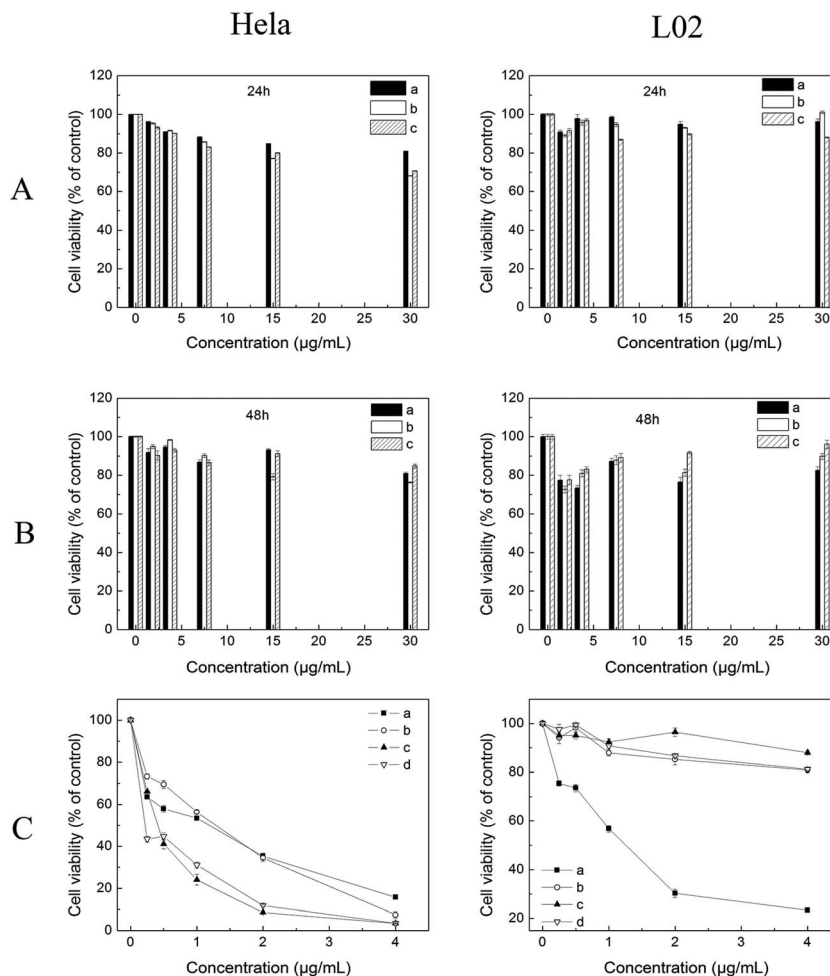 Hela
L02
A
120
100
80
60
40
20
0
Cell viability (% of control)
24h
a
b
c
0
5
10
15
20
25
30
Concentration (μg/mL)
120
100
80
60
40
20
0
Cell viability (% of control)
24h
a
b
c
0
5
10
15
20
25
30
Concentration (μg/mL)
B
120
100
80
60
40
20
0
Cell viability (% of control)
48h
a
b
c
0
5
10
15
20
25
30
Concentration (μg/mL)
120
100
80
60
40
20
0
Cell viability (% of control)
48h
a
b
c
0
5
10
15
20
25
30
Concentration (μg/mL)
C
100
80
60
40
20
0
Cell viability (% of control)
a
b
c
d
0
1
2
3
4
Concentration (μg/mL)
100
80
60
40
20
Cell viability (% of control)
a
b
c
d
0
1
2
3
4
Concentration (μg/mL)